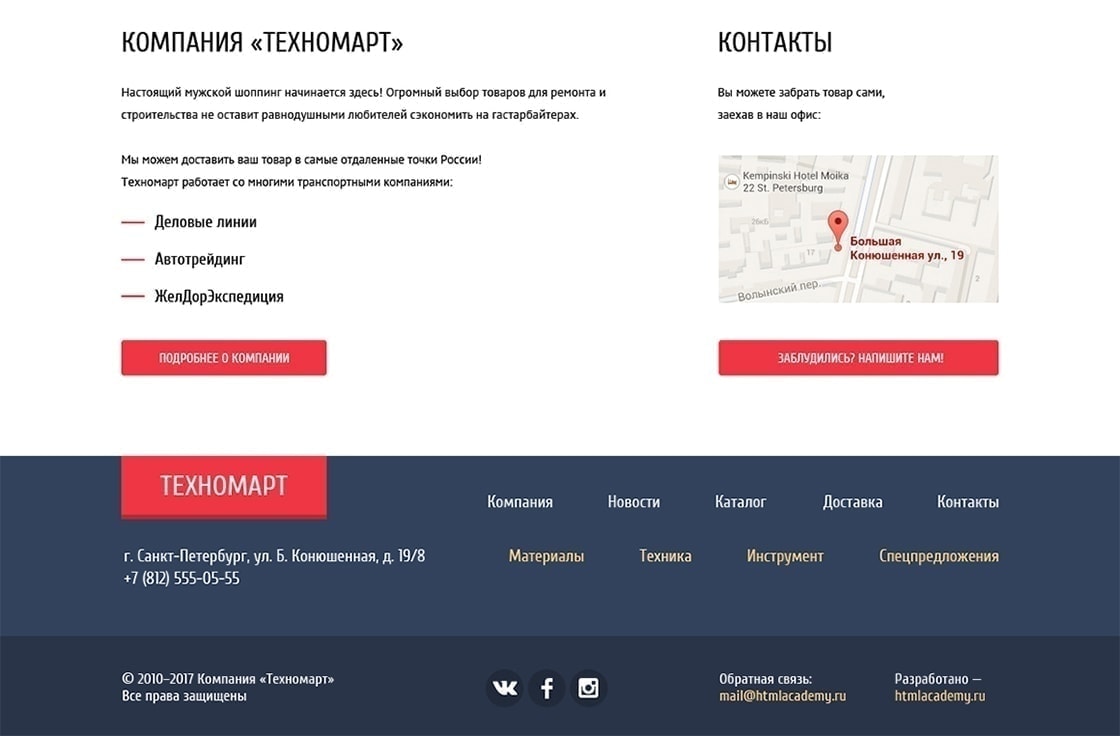 КОМПАНИЯ «ТЕХНОМАРТ»
Настоящий мужской шоппинг начинается здесь! Огромный выбор товаров для ремонта и
строительства не оставит равнодушными любителей сэкономить на гастарбайтерах.
Мы можем доставить ваш товар в самые отдаленные точки России!
Техномарт работает со многими транспортными компаниями:
Деловые линии
Автотрейдинг
ЖелДорЭкспедиция
ПОДРОБНЕЕ О КОМПАНИИ
КОНТАКТЫ
Вы можете забрать товар сами,
заехав в наш офис:
Kempinski Hotel Moika
22 St. Petersburg
26кБ
17
Большая
Конюшенная ул., 19
2
Волынский пер.
ЗАБЛУДИЛИСЬ? НАПИШИТЕ НАМ!
ТЕХНОМАРТ
Компания Новости Каталог Доставка Контакты
г. Санкт-Петербург, ул. Б. Конюшенная, д. 19/8
+7 (812) 555-05-55
Материалы Техника Инструмент Спецпредложения
© 2010–2017 Компания «Техномарт»
Все права защищены
Обратная связь:
mail@htmlacademy.ru
Разработано —
htmlacademy.ru